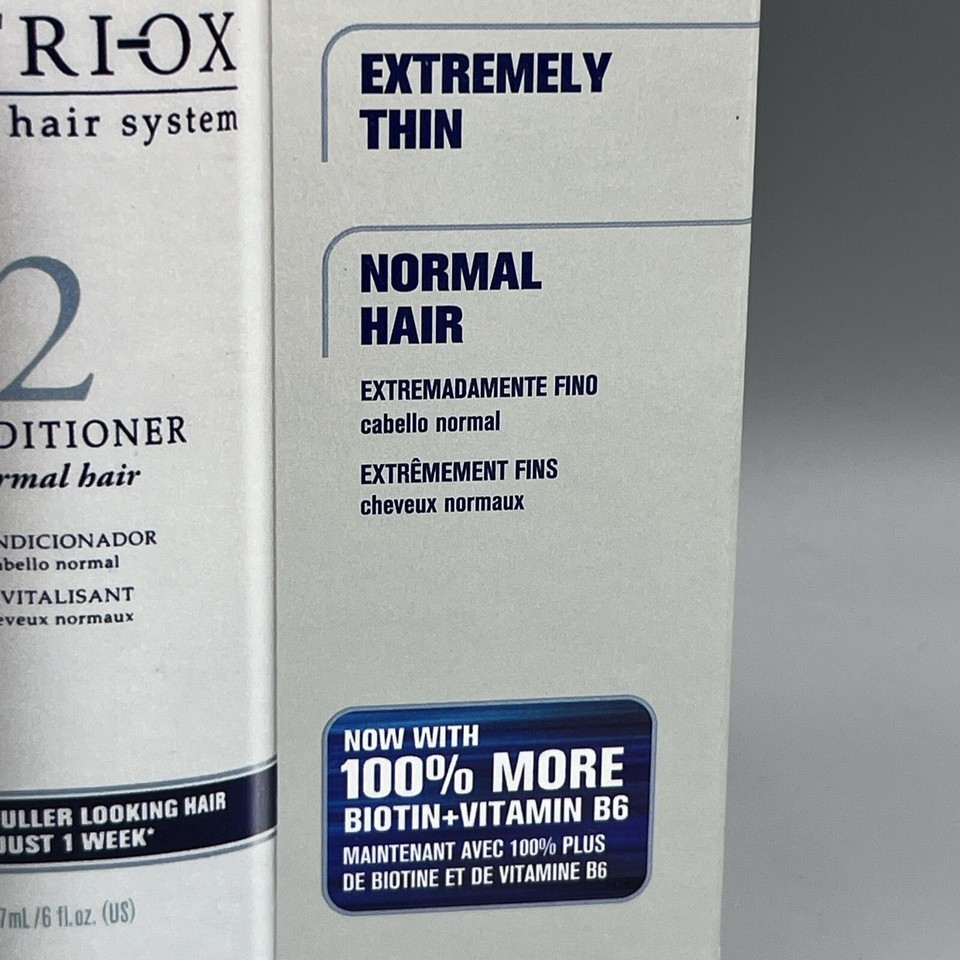 TRI-OX
hair system
2
DITIONER
rmal hair
NDICIONADOR
abello normal
VITALISANT
eveux normaux
ULLER LOOKING HAIR
JUST 1 WEEK*
7mL/6 fl.oz. (US)
EXTREMELY
THIN
NORMAL
HAIR
EXTREMADAMENTE FINO
cabello normal
EXTRÊMEMENT FINS
cheveux normaux
NOW WITH
100% MORE
BIOTIN+VITAMIN B6
MAINTENANT AVEC 100% PLUS
DE BIOTINE ET DE VITAMINE B6